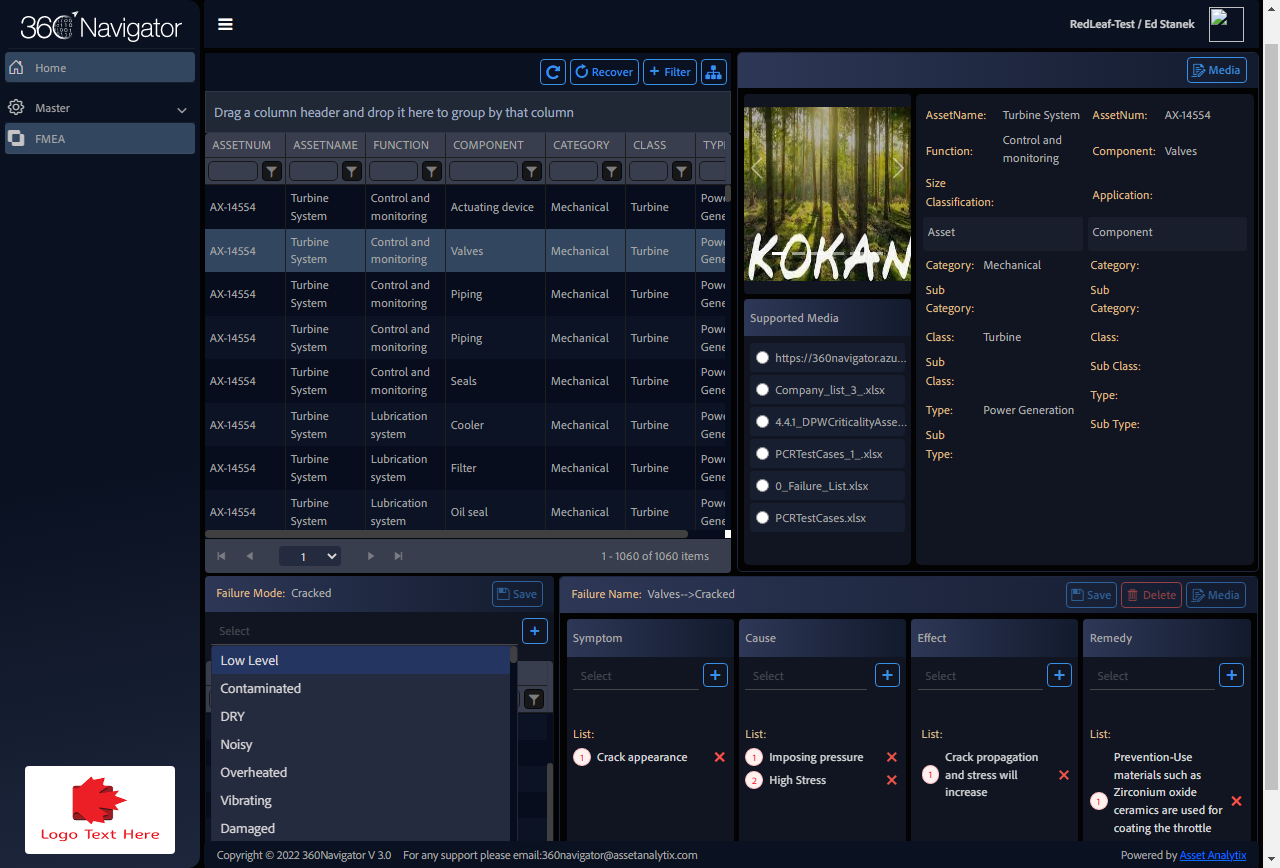 360 Navigator
RedLeaf-Test / Ed Stanek
Home
Master
FMEA
Recover
+ Filter
Media
Drag a column header and drop it here to group by that column
ASSETNUM ASSETNAME FUNCTION COMPONENT CATEGORY CLASS TYP
AX-14554 Turbine System Control and monitoring Actuating device Mechanical Turbine Powe Gene
AX-14554 Turbine System Control and monitoring Valves Mechanical Turbine Powe Gene
AX-14554 Turbine System Control and monitoring Piping Mechanical Turbine Powe Gene
AX-14554 Turbine System Control and monitoring Piping Mechanical Turbine Powe Gene
AX-14554 Turbine System Control and monitoring Seals Mechanical Turbine Powe Gene
AX-14554 Turbine System Lubrication system Cooler Mechanical Turbine Powe Gene
AX-14554 Turbine System Lubrication system Filter Mechanical Turbine Powe Gene
AX-14554 Turbine System Lubrication system Oil seal Mechanical Turbine Powe Gene
1
1 - 1060 of 1060 items
KOKAN
Supported Media
https://360navigator.azu...
Company_list_3_.xlsx
4.4.1_DPWCriticalityAsse...
PCRTestCases_1_.xlsx
0_Failure_List.xlsx
PCRTestCases.xlsx
AssetName: Turbine System AssetNum: AX-14554
Function: Control and monitoring Component: Valves
Size Classification: Application:
Asset Component
Category: Mechanical Category:
Sub Category: Sub Category:
Class: Turbine Class:
Sub Class: Sub Class:
Type: Power Generation Type:
Sub Type: Sub Type:
Failure Mode: Cracked
Save
Select
+
Low Level
Contaminated
DRY
Noisy
Overheated
Vibrating
Damaged
Failure Name: Valves-->Cracked
Save
Delete
Media
Symptom
Select
+
List:
1 Crack appearance
Cause
Select
+
List:
1 Imposing pressure
2 High Stress
Effect
Select
+
List:
1 Crack propagation
and stress will
increase
Remedy
Select
+
List:
1 Prevention-Use
materials such as
Zirconium oxide
ceramics are used for
coating the throttle
Logo Text Here
Copyright © 2022 360Navigator V 3.0 For any support please email:360navigator@assetanalytix.com
Powered by Asset Analytix